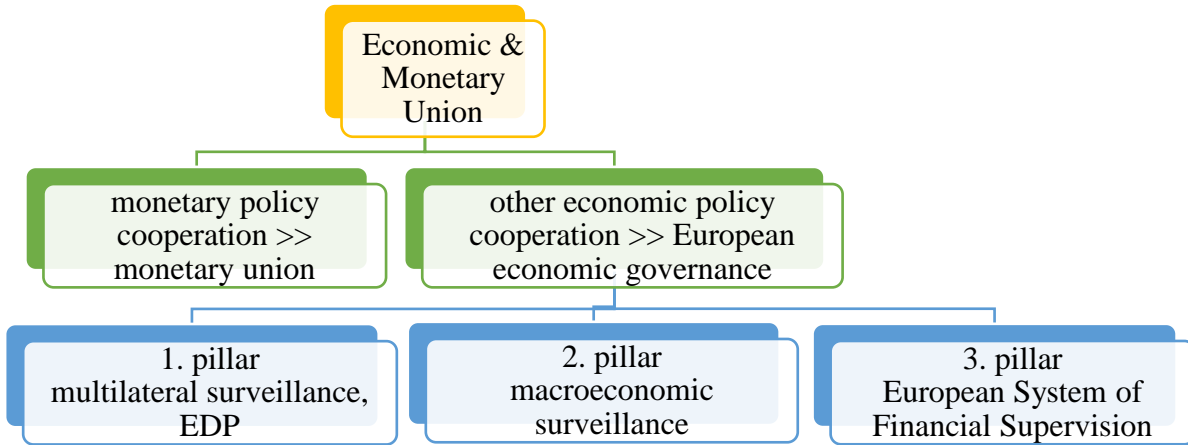 Economic &
Monetary
Union
monetary policy
cooperation >>
monetary union
other economic policy
cooperation >> European
economic governance
1. pillar
multilateral surveillance,
EDP
2. pillar
macroeconomic
surveillance
3. pillar
European System of
Financial Supervision